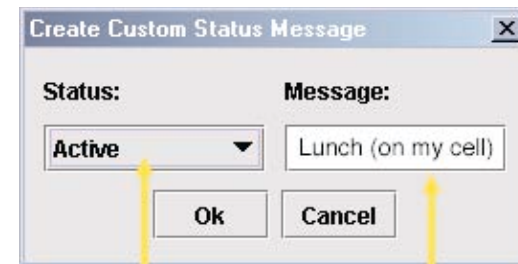 Create Custom Status Message
Status: Message:
Active Lunch (on my cell)
Ok Cancel